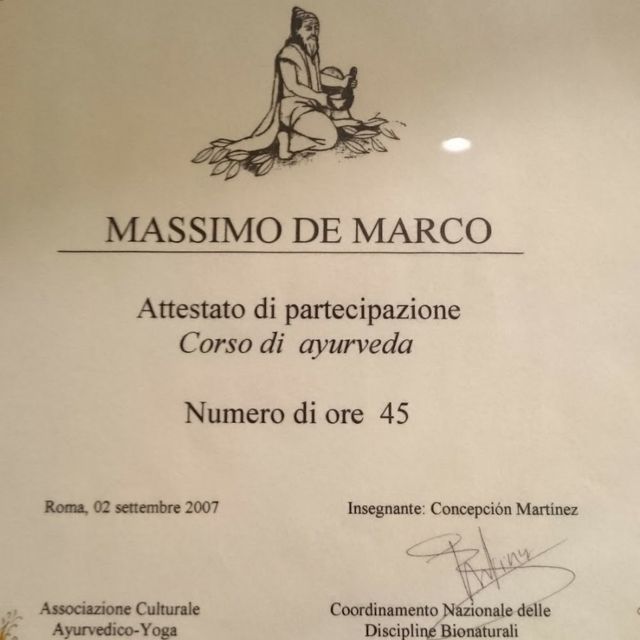 MASSIMO DE MARCO
Attestato di partecipazione
Corso di ayurveda
Numero di ore 45
Roma, 02 settembre 2007
Insegnante: Concepción Martínez
Associazione Culturale
Ayurvedico-Yoga
Coordinamento Nazionale delle
Discipline Bionaturali